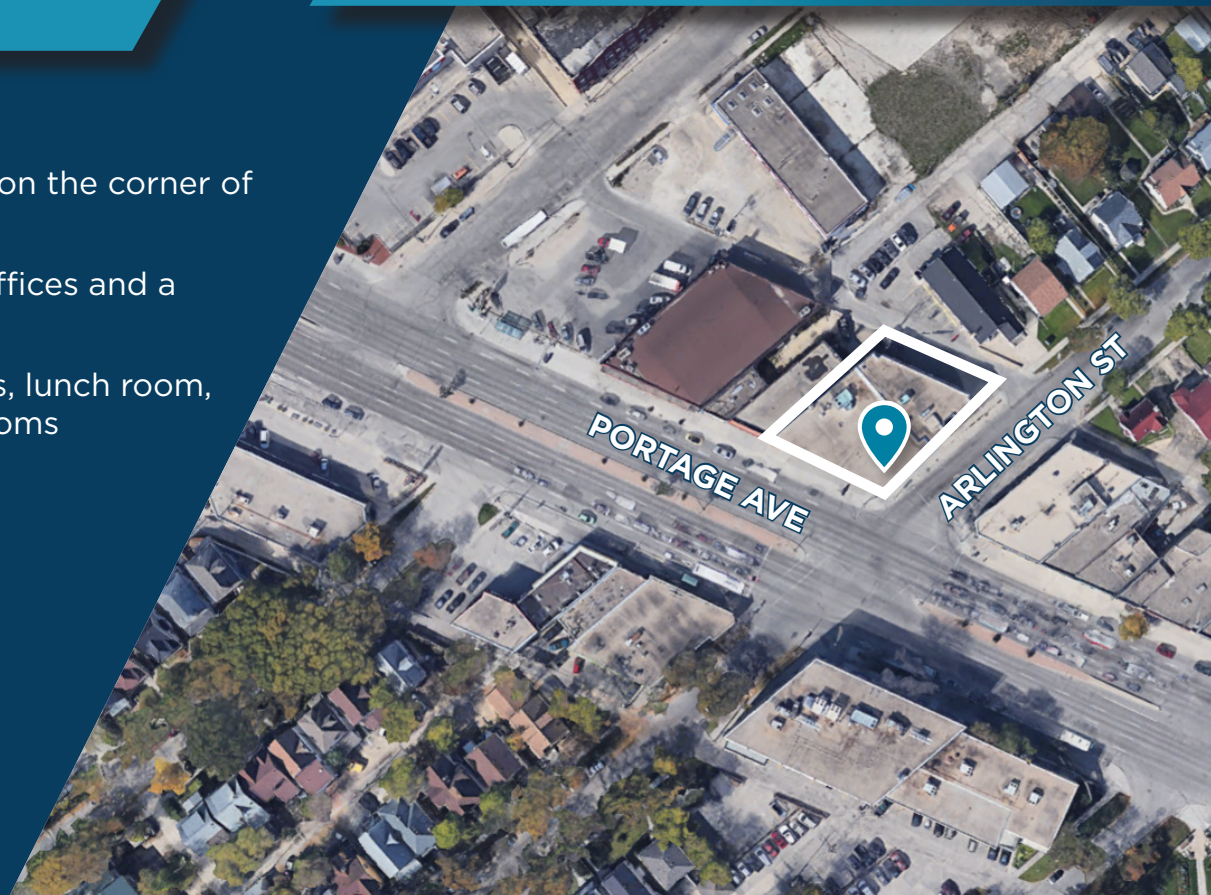 on the corner of
ffices and a
s, lunch room,
oms
PORTAGE AVE
ARLINGTON ST